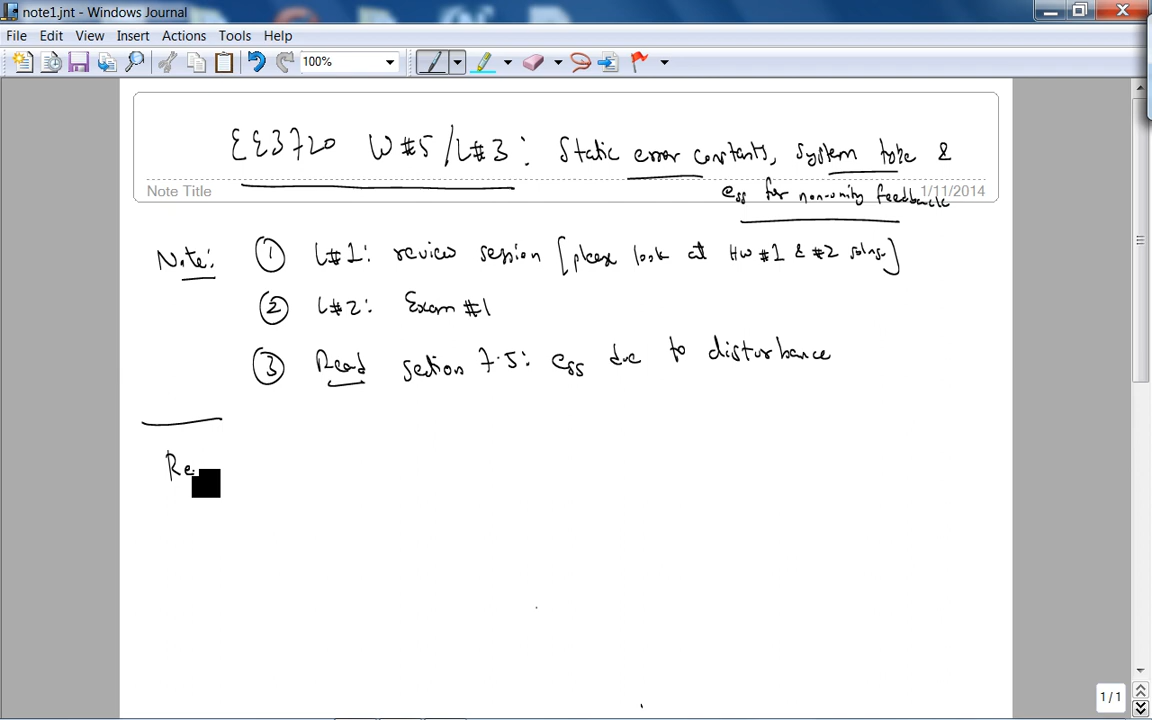 note1.jnt - Windows Journal
File Edit View Insert Actions Tools Help
100%
EE3720 W#5/L#3: Static error constants, system type &
ess for non-unity feedback
Note Title 1/11/2014
Note: ① L#1: review session [please look at HW #1 & #2 solns.]
② L#2: Exam #1
③ Read section 7.5: ess due to disturbance
Re
1 / 1